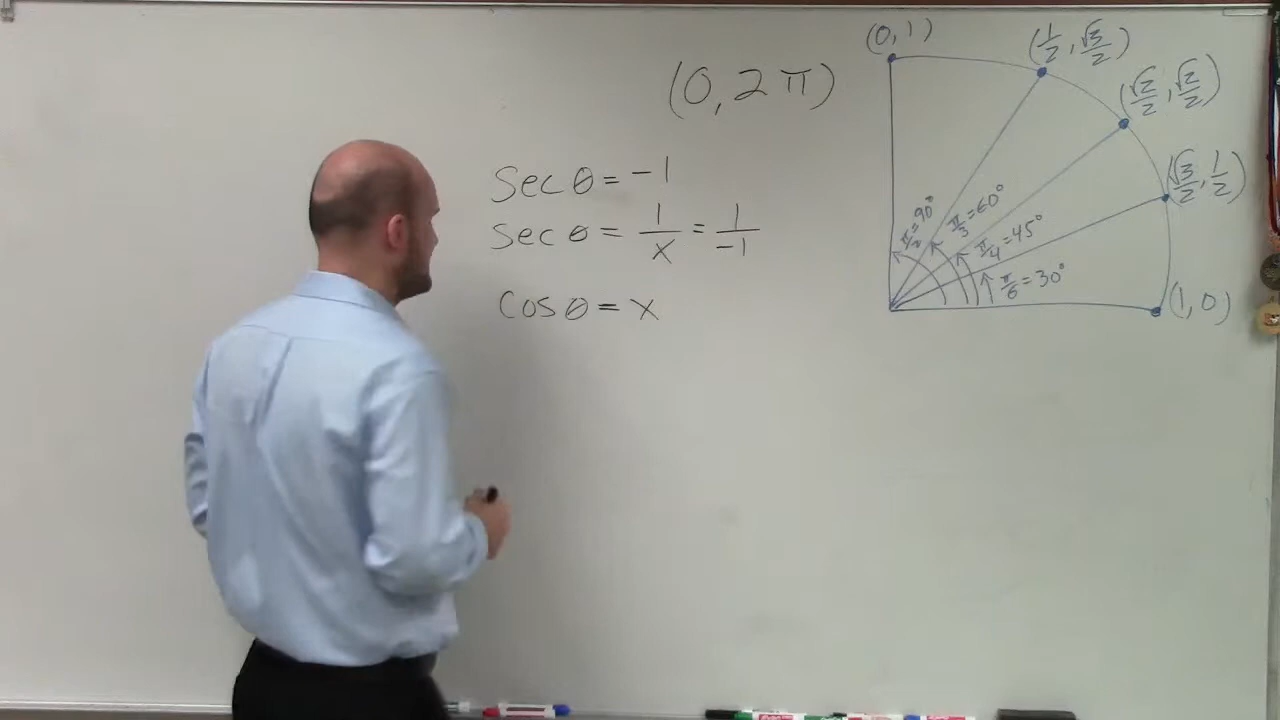 (0, 2π)
sec θ = -1
sec θ = 1/x = 1/-1
cos θ = x
(0, 1)
(1/2, √3/2)
(√2/2, √2/2)
(√3/2, 1/2)
(1, 0)
π/2 = 90°
π/3 = 60°
π/4 = 45°
π/6 = 30°